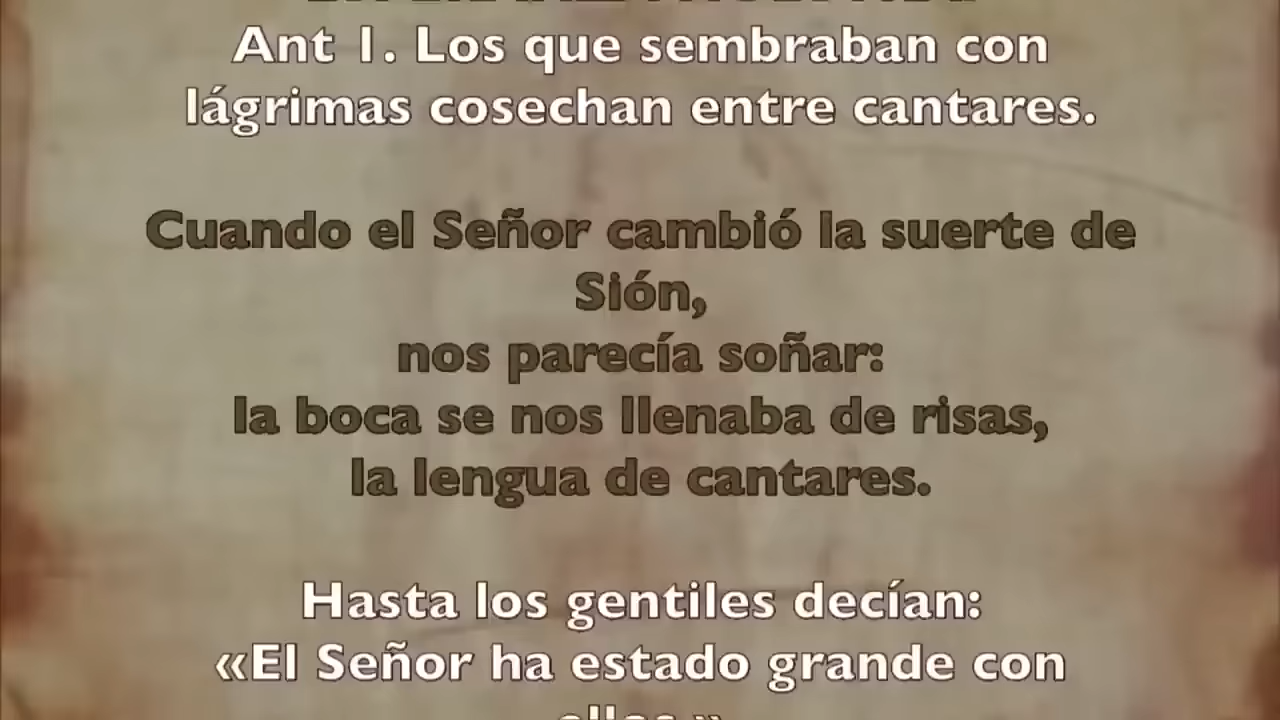 Ant 1. Los que sembraban con
lágrimas cosechan entre cantares.
Cuando el Señor cambió la suerte de
Sión,
nos parecía soñar:
la boca se nos llenaba de risas,
la lengua de cantares.
Hasta los gentiles decían:
«El Señor ha estado grande con